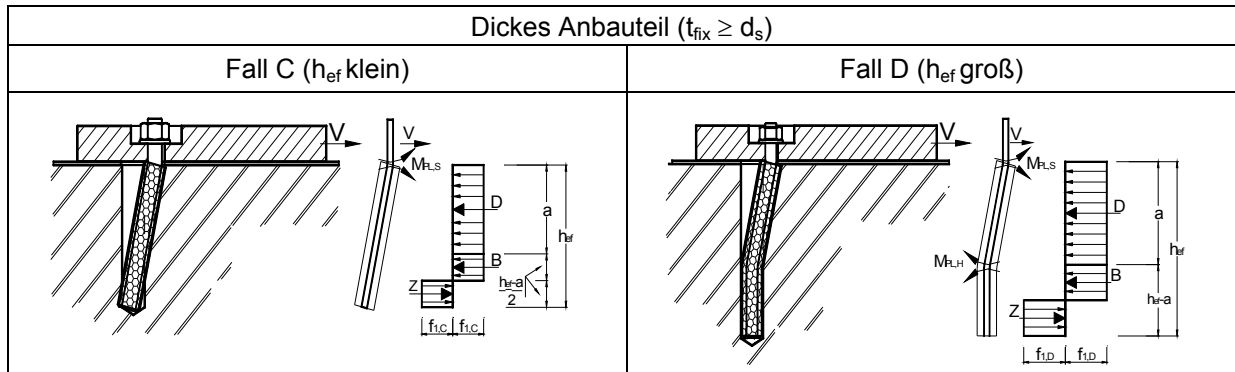 Dickes Anbauteil (t_fix ≥ d_s)
Fall C (h_ef klein)
Fall D (h_ef groß)
V
V
M_PL,S
D
a
h_ef
B
Z
h_ef-a
2
f_1,C
f_1,C
V
V
M_PL,S
D
a
h_ef
M_PL,H
B
h_ef-a
Z
f_1,D
f_1,D